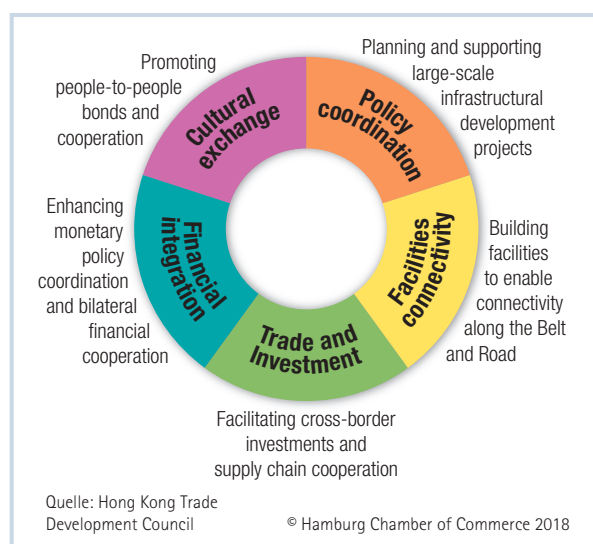 Promoting
people-to-people
bonds and
cooperation
Cultural
exchange
Planning and supporting
large-scale
infrastructural
development
projects
Policy
coordination
Enhancing
monetary
policy
coordination
and bilateral
financial
cooperation
Financial
integration
Facilities
connectivity
Building
facilities
to enable
connectivity
along the Belt
and Road
Trade and
Investment
Facilitating cross-border
investments and
supply chain cooperation
Quelle: Hong Kong Trade
Development Council
© Hamburg Chamber of Commerce 2018